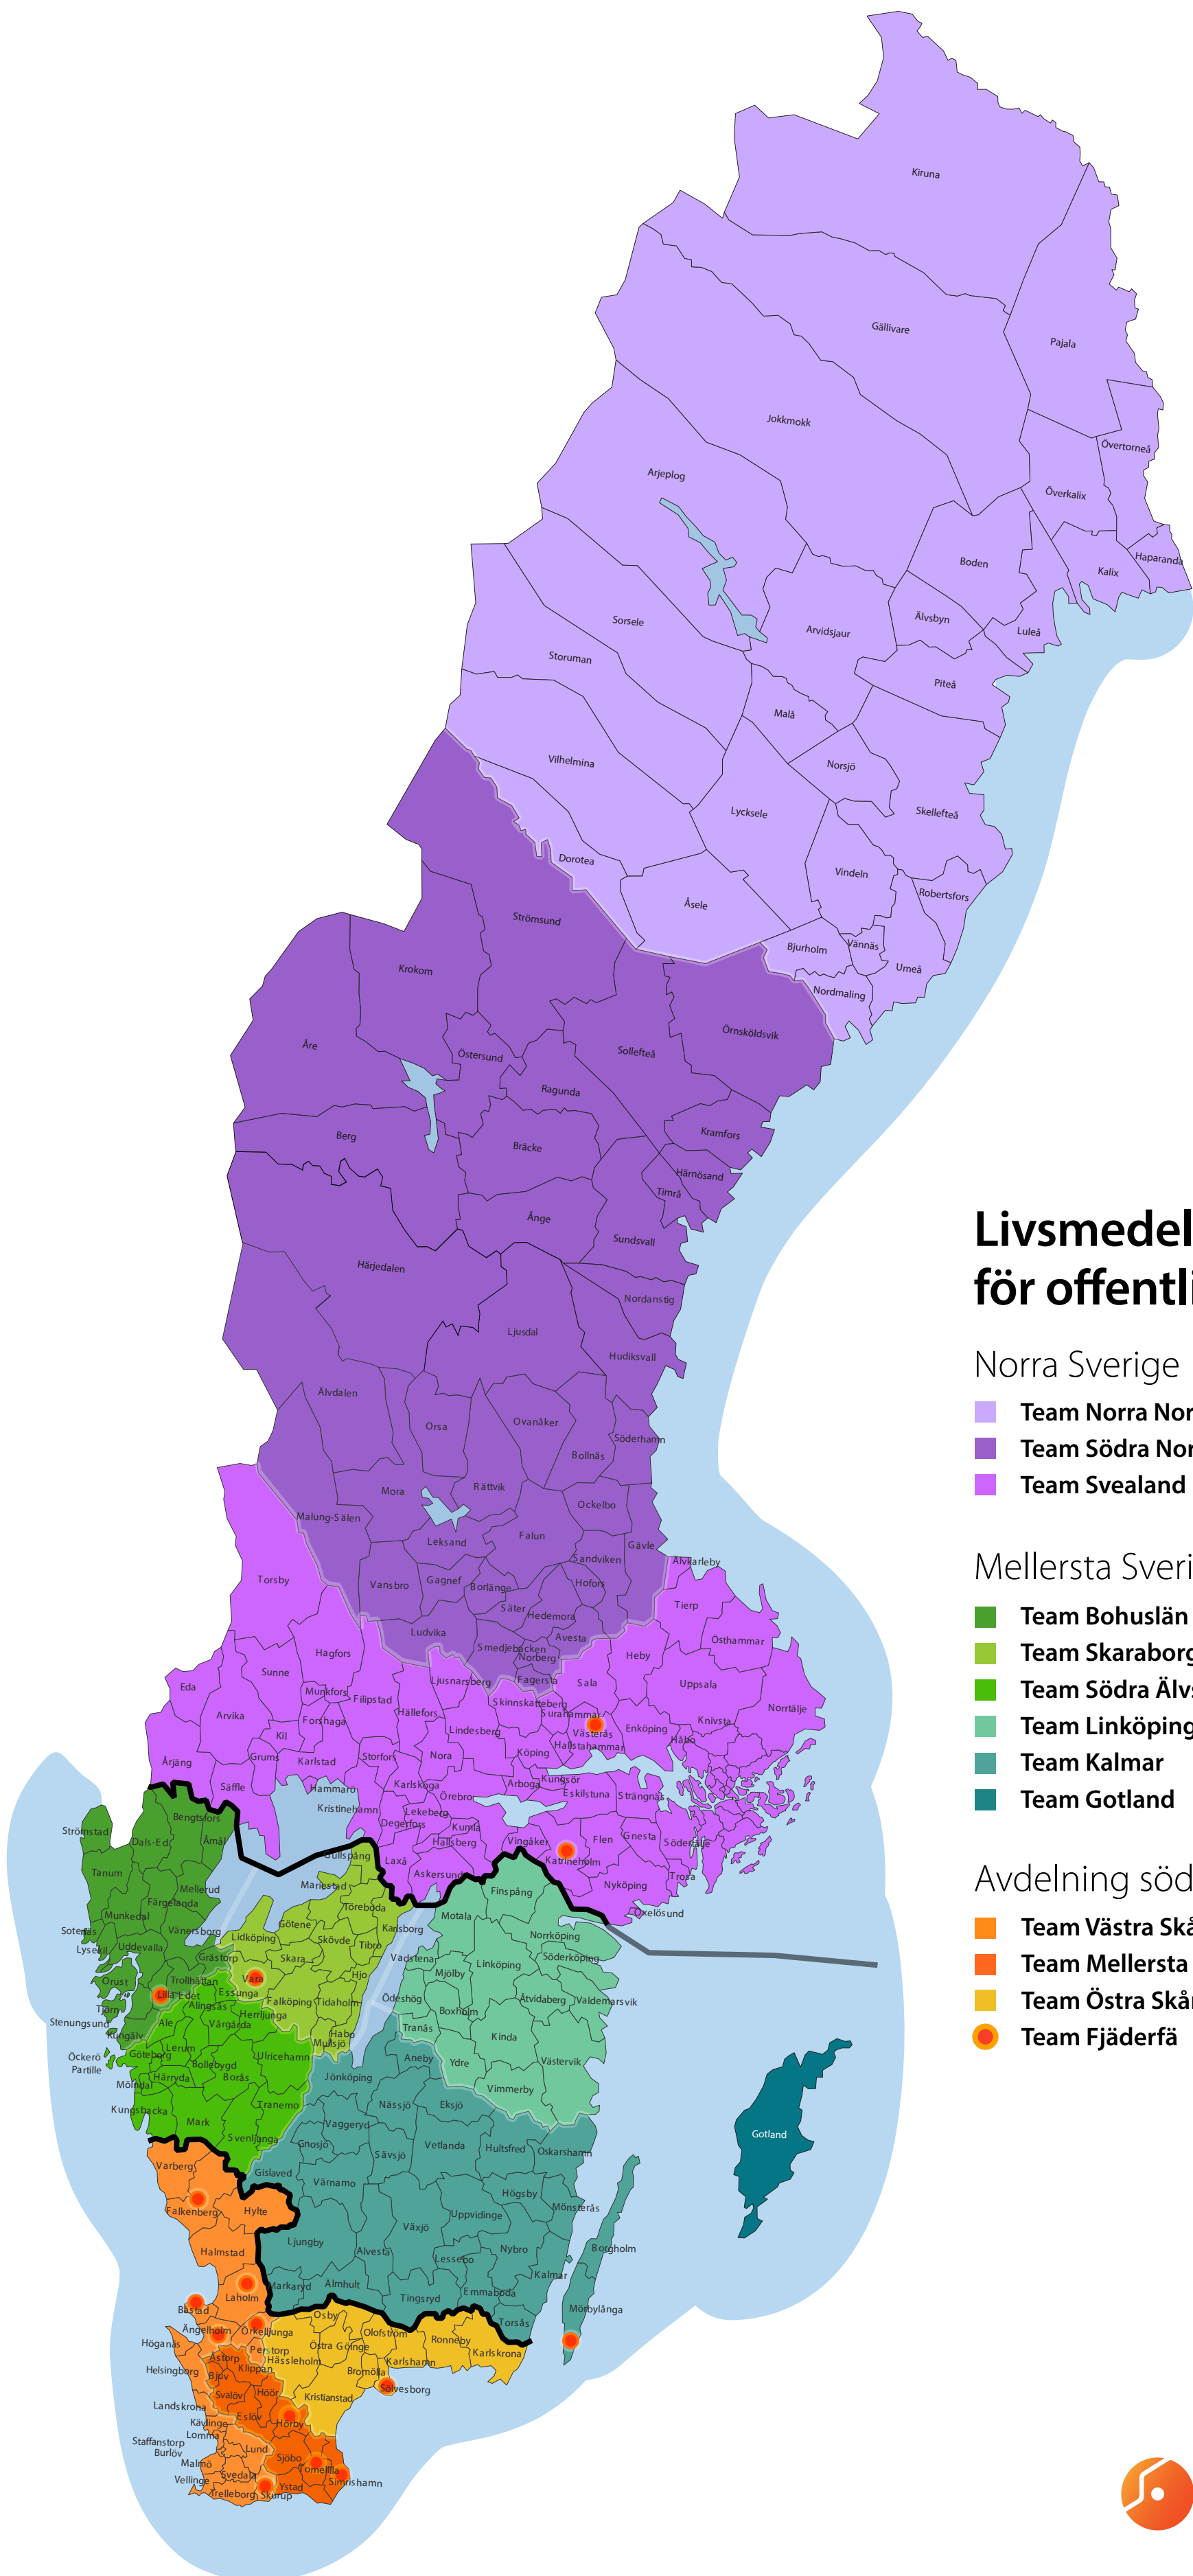 Kiruna
Gällivare
Pajala
Jokkmokk
Övertorneå
Arjeplog
Överkalix
Haparanda
Boden
Kalix
Älvsbyn
Sorsele
Arvidsjaur
Luleå
Storuman
Piteå
Malå
Vilhelmina
Norsjö
Lycksele
Skellefteå
Dorotea
Vindeln
Robertsfors
Åsele
Strömsund
Bjurholm
Vännäs
Umeå
Krokom
Nordmaling
Örnsköldsvik
Åre
Östersund
Sollefteå
Ragunda
Berg
Bräcke
Kramfors
Härnösand
Timrå
Ånge
Sundsvall
Härjedalen
Nordanstig
Ljusdal
Hudiksvall
Livsmedel
för offentli
Norra Sverige
Team Norra Nor
Team Södra Nor
Team Svealand
Mellersta Sveri
Team Bohuslän
Team Skaraborg
Team Södra Älvs
Team Linköping
Team Kalmar
Team Gotland
Avdelning söd
Team Västra Skå
Team Mellersta
Team Östra Skån
Team Fjäderfä
Älvdalen
Orsa
Ovanåker
Söderhamn
Bollnäs
Mora
Rättvik
Ockelbo
Malung-Sälen
Leksand
Falun
Gävle
Sandviken
Älvkarleby
Torsby
Vansbro
Gagnef
Borlänge
Hofors
Säter
Hedemora
Tierp
Ludvika
Avesta
Östhammar
Smedjebacken
Norberg
Heby
Hagfors
Sunne
Fagersta
Ljusnarsberg
Sala
Uppsala
Eda
Munkfors
Filipstad
Hällefors
Skinnskatteberg
Surahammar
Norrtälje
Arvika
Forshaga
Lindesberg
Västerås
Enköping
Knivsta
Kil
Hallstahammar
Håbo
Årjäng
Grums
Karlstad
Storfors
Nora
Köping
Säffle
Hammarö
Karlskoga
Arboga
Kungsör
Örebro
Eskilstuna
Strängnäs
Kristinehamn
Lekeberg
Degerfors
Kumla
Hallsberg
Vingåker
Flen
Gnesta
Södertälje
Laxå
Askersund
Katrineholm
Trosa
Nyköping
Oxelösund
Bengtsfors
Strömstad
Dals-Ed
Åmål
Gullspång
Tanum
Mellerud
Mariestad
Finspång
Färgelanda
Töreboda
Munkedal
Götene
Karlsborg
Motala
Sotenäs
Vänersborg
Lidköping
Skövde
Norrköping
Lysekil
Uddevalla
Tibro
Skara
Vadstena
Söderköping
Grästorp
Linköping
Orust
Trollhättan
Vara
Hjo
Mjölby
Lilla Edet
Essunga
Falköping
Tidaholm
Ödeshög
Åtvidaberg
Valdemarsvik
Tjörn
Alingsås
Boxholm
Stenungsund
Ale
Vårgårda
Herrljunga
Tranås
Kungälv
Habo
Kinda
Mullsjö
Öckerö
Göteborg
Lerum
Ulricehamn
Aneby
Ydre
Västervik
Partille
Bollebygd
Mölndal
Härryda
Borås
Jönköping
Vimmerby
Kungsbacka
Tranemo
Nässjö
Eksjö
Mark
Vaggeryd
Svenljunga
Gnosjö
Vetlanda
Hultsfred
Oskarshamn
Gotland
Sävsjö
Varberg
Gislaved
Värnamo
Högsby
Falkenberg
Hylte
Mönsterås
Uppvidinge
Växjö
Ljungby
Halmstad
Alvesta
Nybro
Borgholm
Lessebo
Kalmar
Laholm
Markaryd
Älmhult
Emmaboda
Tingsryd
Båstad
Mörbylånga
Osby
Torsås
Ängelholm
Örkelljunga
Olofström
Ronneby
Höganäs
Östra Göinge
Karlskrona
Perstorp
Hässleholm
Karlshamn
Åstorp
Helsingborg
Bjuv
Klippan
Bromölla
Sölvesborg
Svalöv
Höör
Kristianstad
Landskrona
Eslöv
Hörby
Kävlinge
Lomma
Staffanstorp
Lund
Burlöv
Sjöbo
Malmö
Tomelilla
Svedala
Vellinge
Simrishamn
Ystad
Trelleborg
Skurup